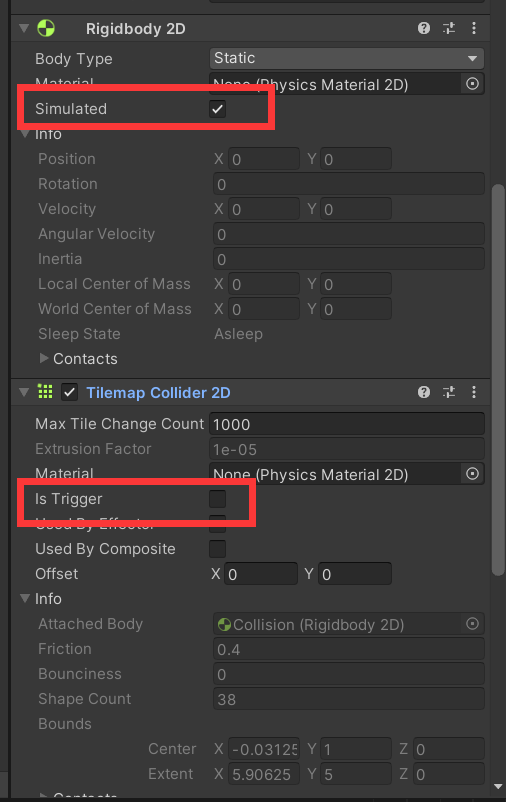 Rigidbody 2D
Body Type Static
Material None (Physics Material 2D)
Simulated
Info
Position X 0 Y 0
Rotation 0
Velocity X 0 Y 0
Angular Velocity 0
Inertia 0
Local Center of Mass X 0 Y 0
World Center of Mass X 0 Y 0
Sleep State Asleep
Contacts
Tilemap Collider 2D
Max Tile Change Count 1000
Extrusion Factor 1e-05
Material None (Physics Material 2D)
Is Trigger
Used By Effector
Used By Composite
Offset X 0 Y 0
Info
Attached Body Collision (Rigidbody 2D)
Friction 0.4
Bounciness 0
Shape Count 38
Bounds
Center X -0.03125 Y 1 Z 0
Extent X 5.90625 Y 5 Z 0
Contacts